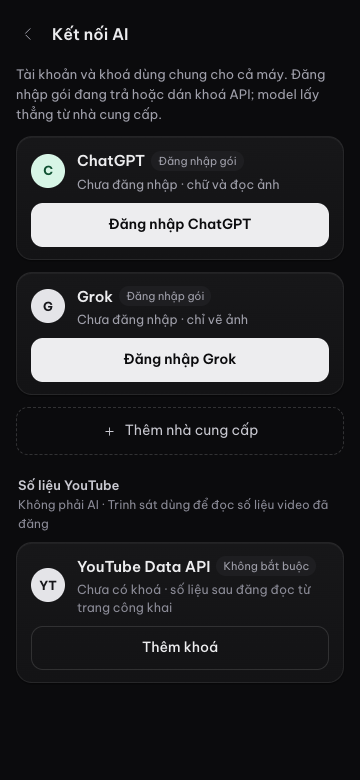 Kết nối AI
Tài khoản và khoá dùng chung cho cả máy. Đăng
nhập gói đang trả hoặc dán khoá API; model lấy
thẳng từ nhà cung cấp.
C
ChatGPT Đăng nhập gói
Chưa đăng nhập · chữ và đọc ảnh
Đăng nhập ChatGPT
G
Grok Đăng nhập gói
Chưa đăng nhập · chỉ vẽ ảnh
Đăng nhập Grok
+ Thêm nhà cung cấp
Số liệu YouTube
Không phải AI · Trinh sát dùng để đọc số liệu video đã
đăng
YT
YouTube Data API Không bắt buộc
Chưa có khoá · số liệu sau đăng đọc từ
trang công khai
Thêm khoá